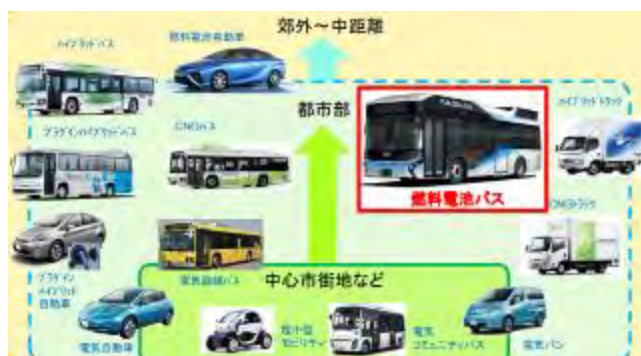 郊外～中距離
ハイブリッドバス
燃料電池自動車
都市部
ハイブリッドトラック
プラグインハイブリッドバス
CNGバス
燃料電池バス
CNGトラック
プラグイン
ハイブリッド
自動車
電気路線バス
中心市街地など
電気自動車
超小型
モビリティ
電気
コミュニティバス
電気バン